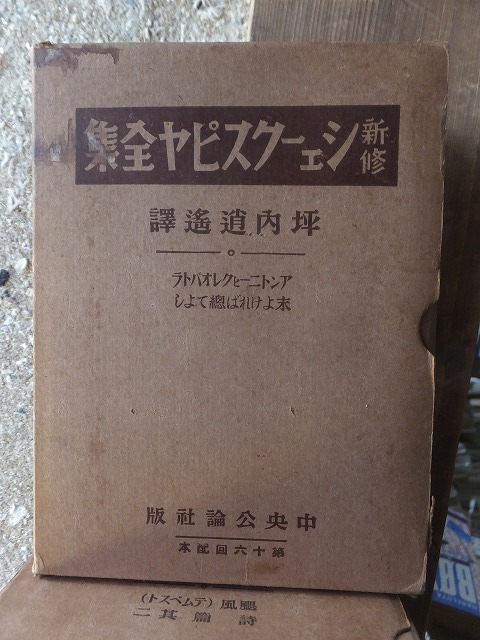 新修 シェークスピヤ全集
坪内逍遙譯
アントニーとクレオパトラ
末よければ總てよし
中央公論社版
第十六回配本
颶風(テムペスト)
詩篇其二
BA